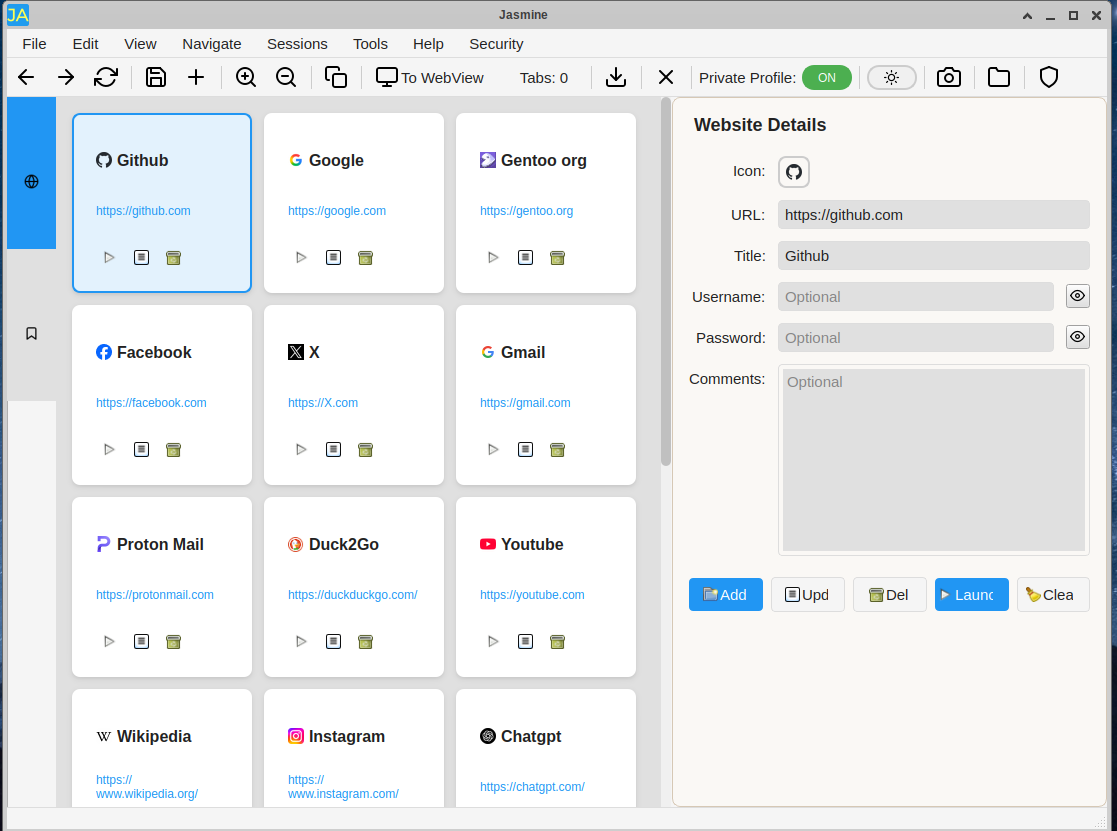 JA
Jasmine
File Edit View Navigate Sessions Tools Help Security
To WebView Tabs: 0 Private Profile: ON
Github
https://github.com
Google
https://google.com
Gentoo org
https://gentoo.org
Facebook
https://facebook.com
X
https://X.com
Gmail
https://gmail.com
Proton Mail
https://protonmail.com
Duck2Go
https://duckduckgo.com/
Youtube
https://youtube.com
Wikipedia
https://
www.wikipedia.org/
Instagram
https://
www.instagram.com/
Chatgpt
https://chatgpt.com/
Website Details
Icon:
URL: https://github.com
Title: Github
Username: Optional
Password: Optional
Comments: Optional
Add Upd Del Launc Clea